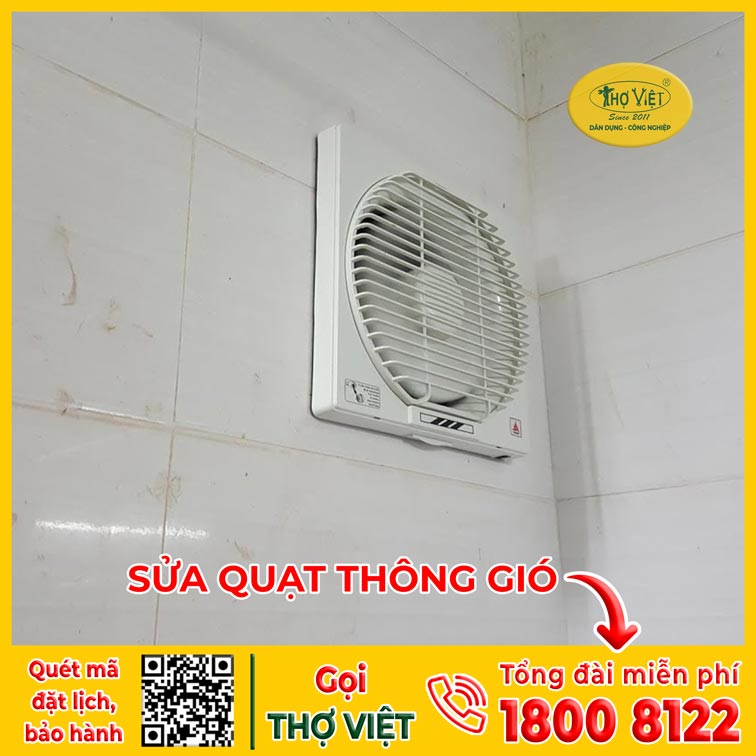 THỢ VIỆT®
Since 2011
DÂN DỤNG - CÔNG NGHIỆP
SỬA QUẠT THÔNG GIÓ
Quét mã
đặt lịch,
bảo hành
Gọi
THỢ VIỆT
Tổng đài miễn phí
1800 8122